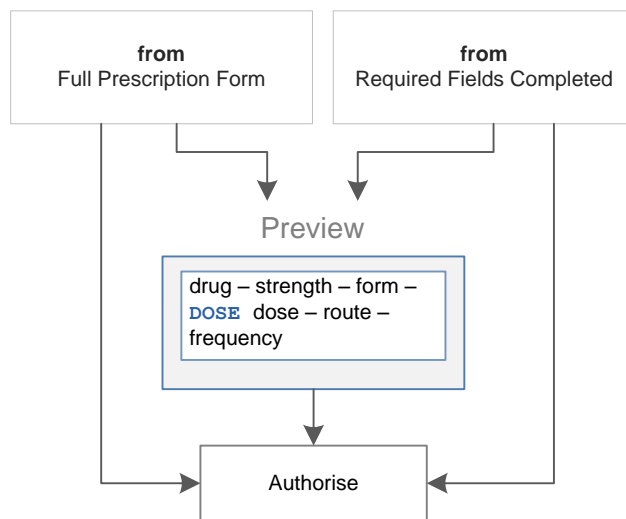 from
Full Prescription Form
from
Required Fields Completed
Preview
drug – strength – form –
DOSE dose – route –
frequency
Authorise